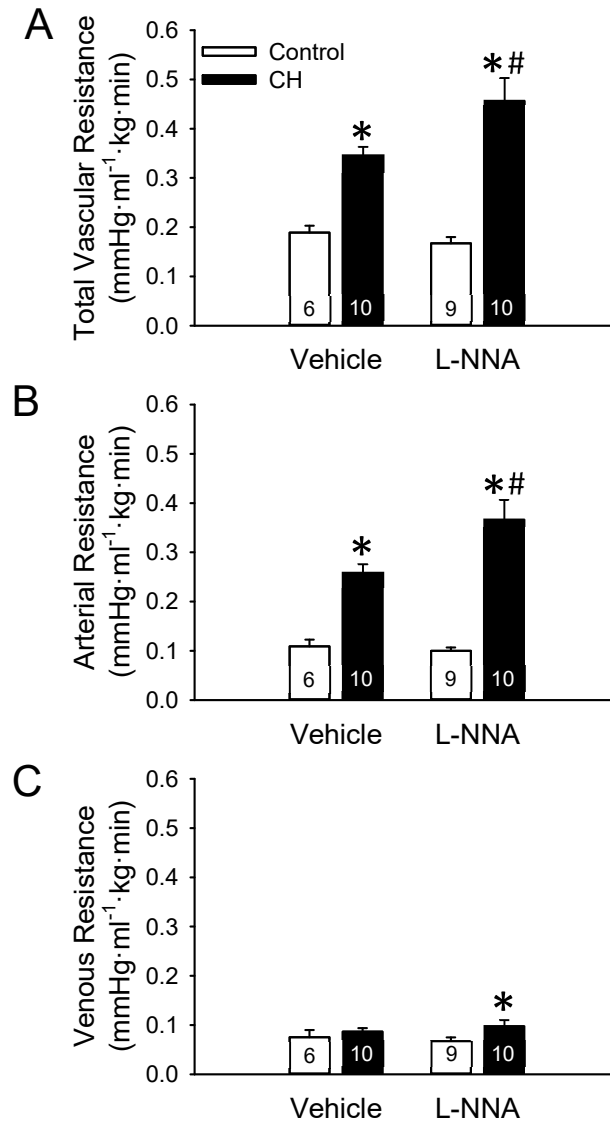 A
Total Vascular Resistance
(mmHg·ml⁻¹·kg·min)
0.6
0.5
0.4
0.3
0.2
0.1
0.0
Control
CH
*
*#
6
10
9
10
Vehicle
L-NNA
B
Arterial Resistance
(mmHg·ml⁻¹·kg·min)
0.6
0.5
0.4
0.3
0.2
0.1
0.0
*
*#
6
10
9
10
Vehicle
L-NNA
C
Venous Resistance
(mmHg·ml⁻¹·kg·min)
0.6
0.5
0.4
0.3
0.2
0.1
0.0
*
6
10
9
10
Vehicle
L-NNA